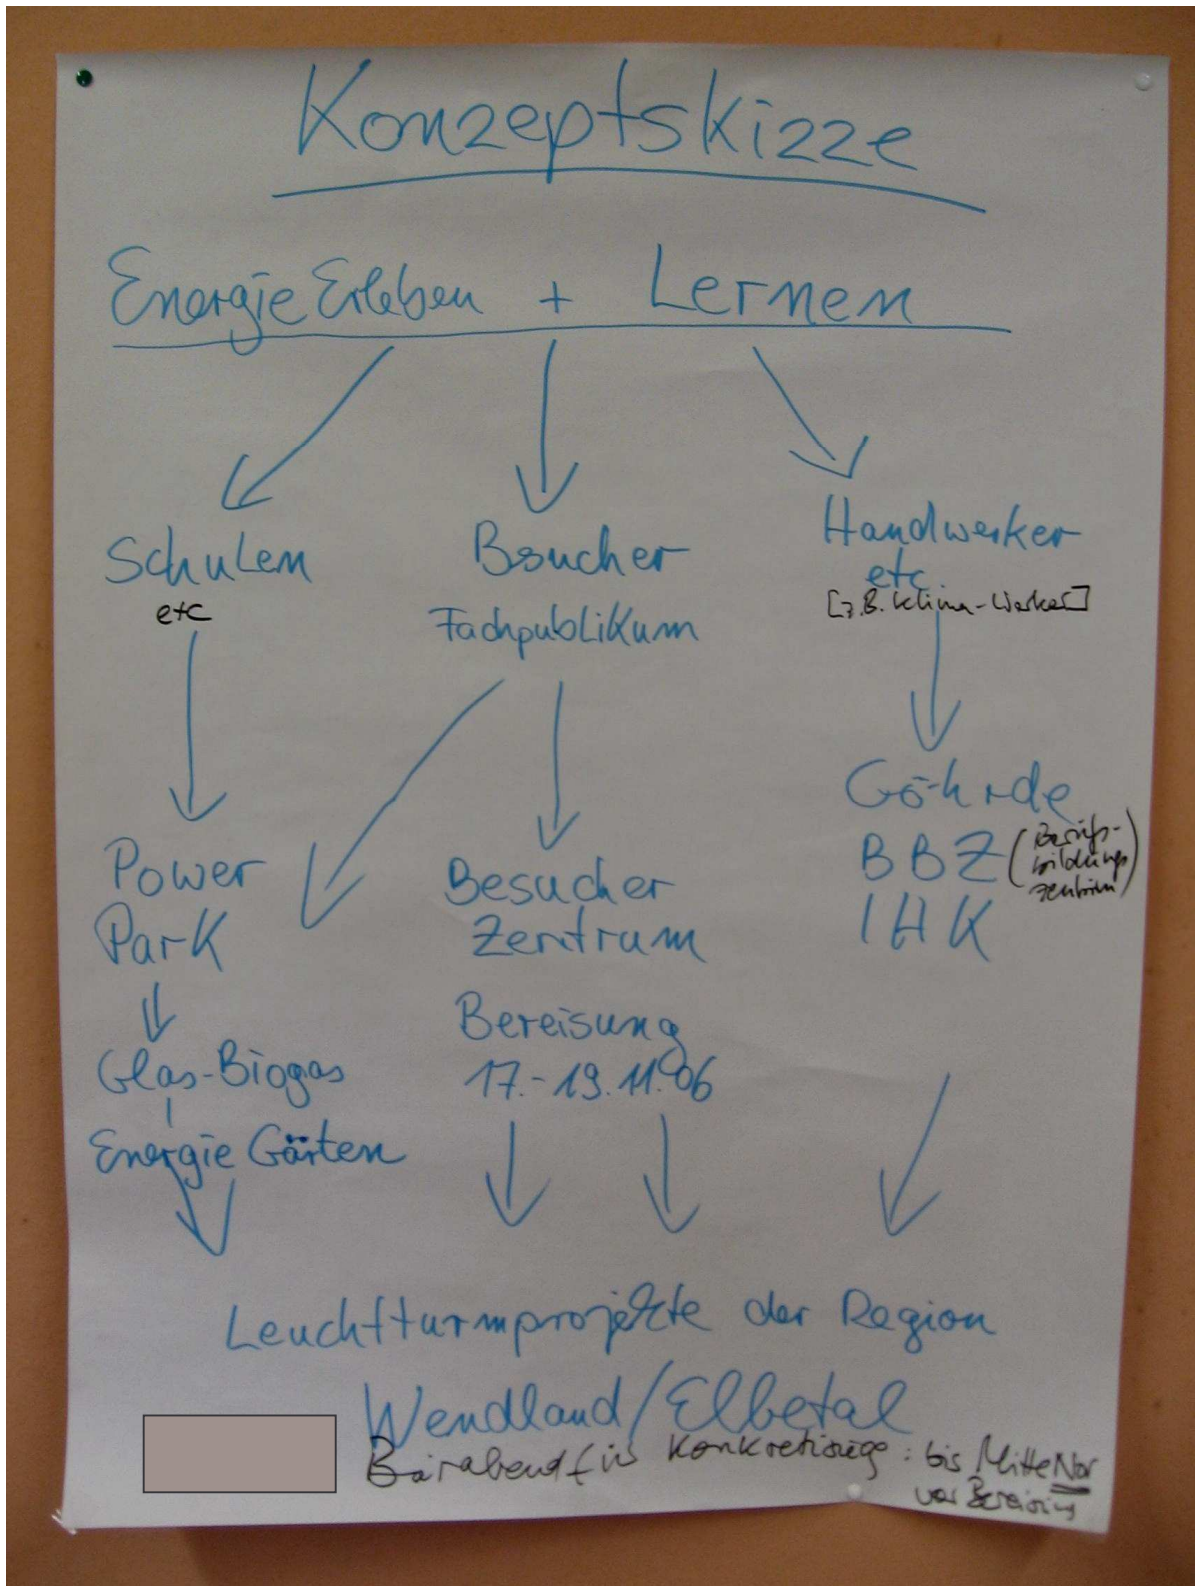 Konzeptskizze
Energie Erleben + Lernen
Schulen
etc
Besucher
Fachpublikum
Handwerker
etc
[z.B. Klima-Werker]
Power
Park
Glas-Biogas
Energie Gärten
Besucher
Zentrum
Bereisung
17.-19.11.06
Göhrde
BBZ (Berufs-
bildungs
zentrum)
IHK
Leuchtturmprojekte der Region
Wendland/Elbetal
für Konkretisierung: bis Mitte Nov
vor Bereisung